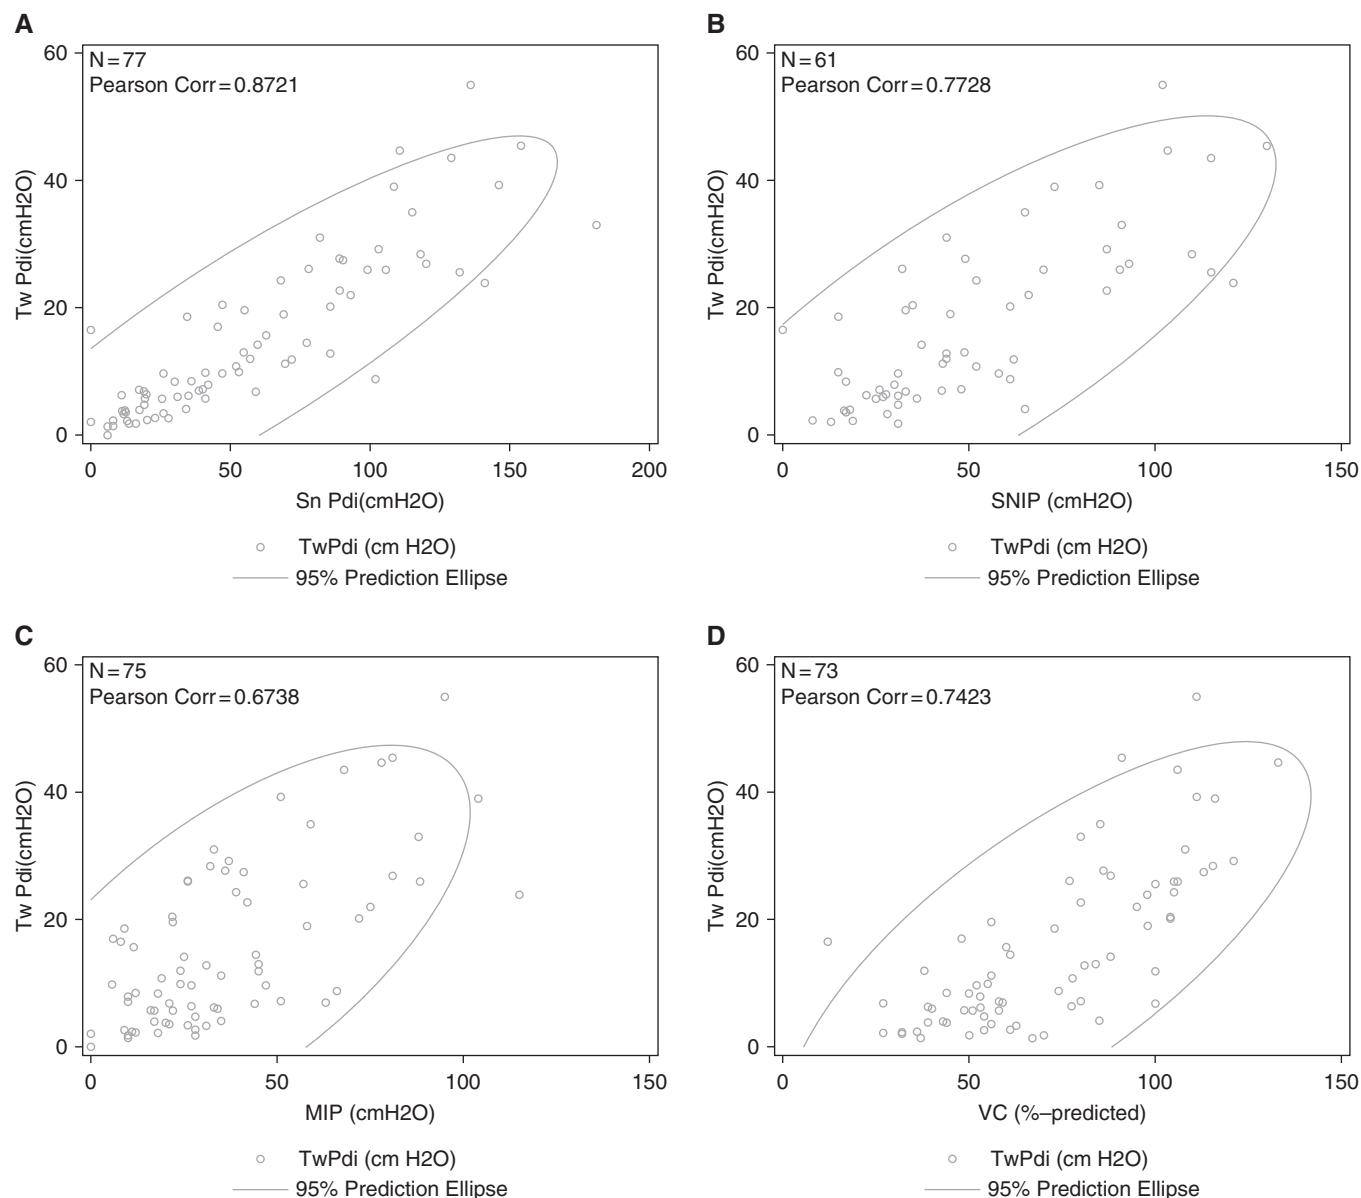 A
N=77
Pearson Corr=0.8721
60
40
20
0
Tw Pdi(cmH2O)
0 50 100 150 200
Sn Pdi(cmH2O)
TwPdi (cm H2O)
95% Prediction Ellipse
B
N=61
Pearson Corr=0.7728
60
40
20
0
Tw Pdi(cmH2O)
0 50 100 150
SNIP (cmH2O)
TwPdi (cm H2O)
95% Prediction Ellipse
C
N=75
Pearson Corr=0.6738
60
40
20
0
Tw Pdi(cmH2O)
0 50 100 150
MIP (cmH2O)
TwPdi (cm H2O)
95% Prediction Ellipse
D
N=73
Pearson Corr=0.7423
60
40
20
0
Tw Pdi(cmH2O)
0 50 100 150
VC (%–predicted)
TwPdi (cm H2O)
95% Prediction Ellipse